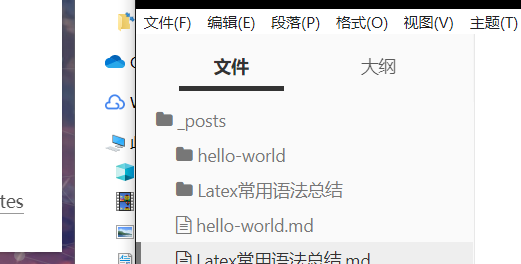 文件(F) 编辑(E) 段落(P) 格式(O) 视图(V) 主题(T)
文件 大纲
_posts
hello-world
Latex常用语法总结
hello-world.md
Latex常用语法总结.md
tes